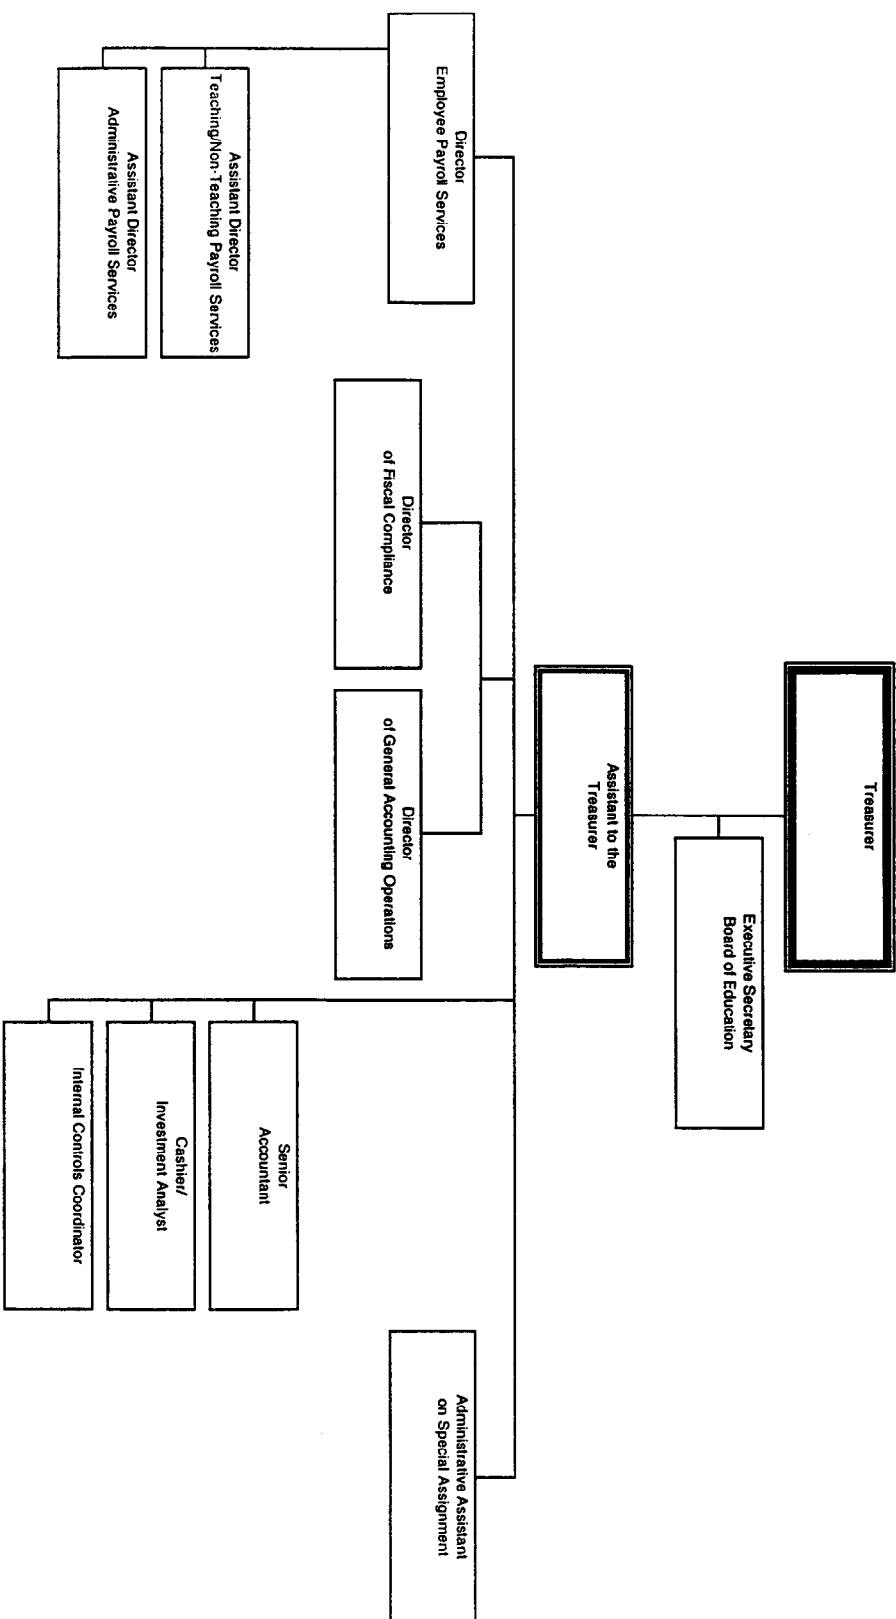 Treasurer
Executive Secretary
Board of Education
Assistant to the
Treasurer
Director
Employee Payroll Services
Assistant Director
Teaching/Non-Teaching Payroll Services
Assistant Director
Administrative Payroll Services
Director
of Fiscal Compliance
Director
of General Accounting Operations
Senior
Accountant
Cashier/
Investment Analyst
Internal Controls Coordinator
Administrative Assistant
on Special Assignment